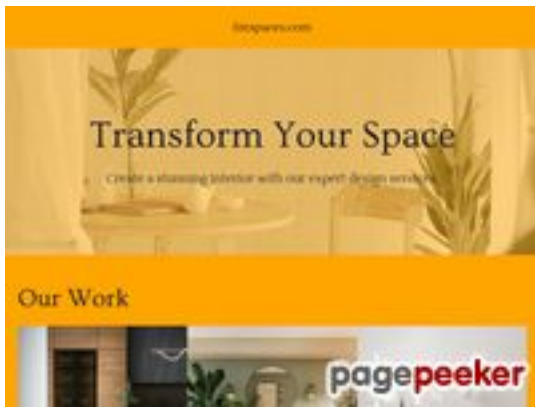 Transform Your Space
Create a stunning interior with our expert design services
Our Work
pagepeeker